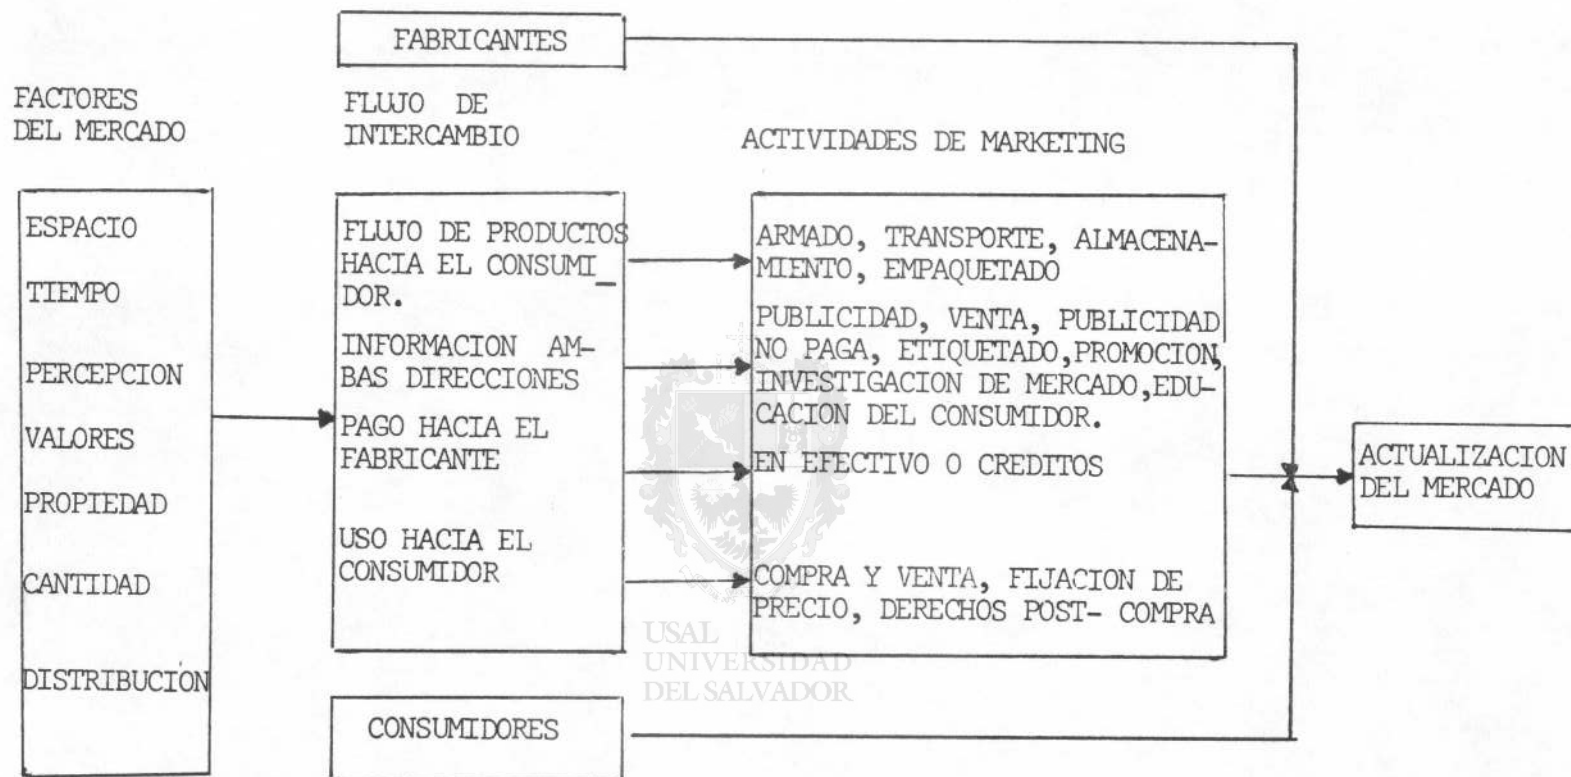 FABRICANTES
FACTORES
DEL MERCADO
FLUJO DE
INTERCAMBIO
ACTIVIDADES DE MARKETING
ESPACIO
TIEMPO
PERCEPCION
VALORES
PROPIEDAD
CANTIDAD
DISTRIBUCION
FLUJO DE PRODUCTOS
HACIA EL CONSUMI_
DOR.
INFORMACION AM-
BAS DIRECCIONES
PAGO HACIA EL
FABRICANTE
USO HACIA EL
CONSUMIDOR
ARMADO, TRANSPORTE, ALMACENA-
MIENTO, EMPAQUETADO
PUBLICIDAD, VENTA, PUBLICIDAD
NO PAGA, ETIQUETADO,PROMOCION,
INVESTIGACION DE MERCADO,EDU-
CACION DEL CONSUMIDOR.
EN EFECTIVO O CREDITOS
COMPRA Y VENTA, FIJACION DE
PRECIO, DERECHOS POST- COMPRA
ACTUALIZACION
DEL MERCADO
CONSUMIDORES
USAL
UNIVERSIDAD
DEL SALVADOR